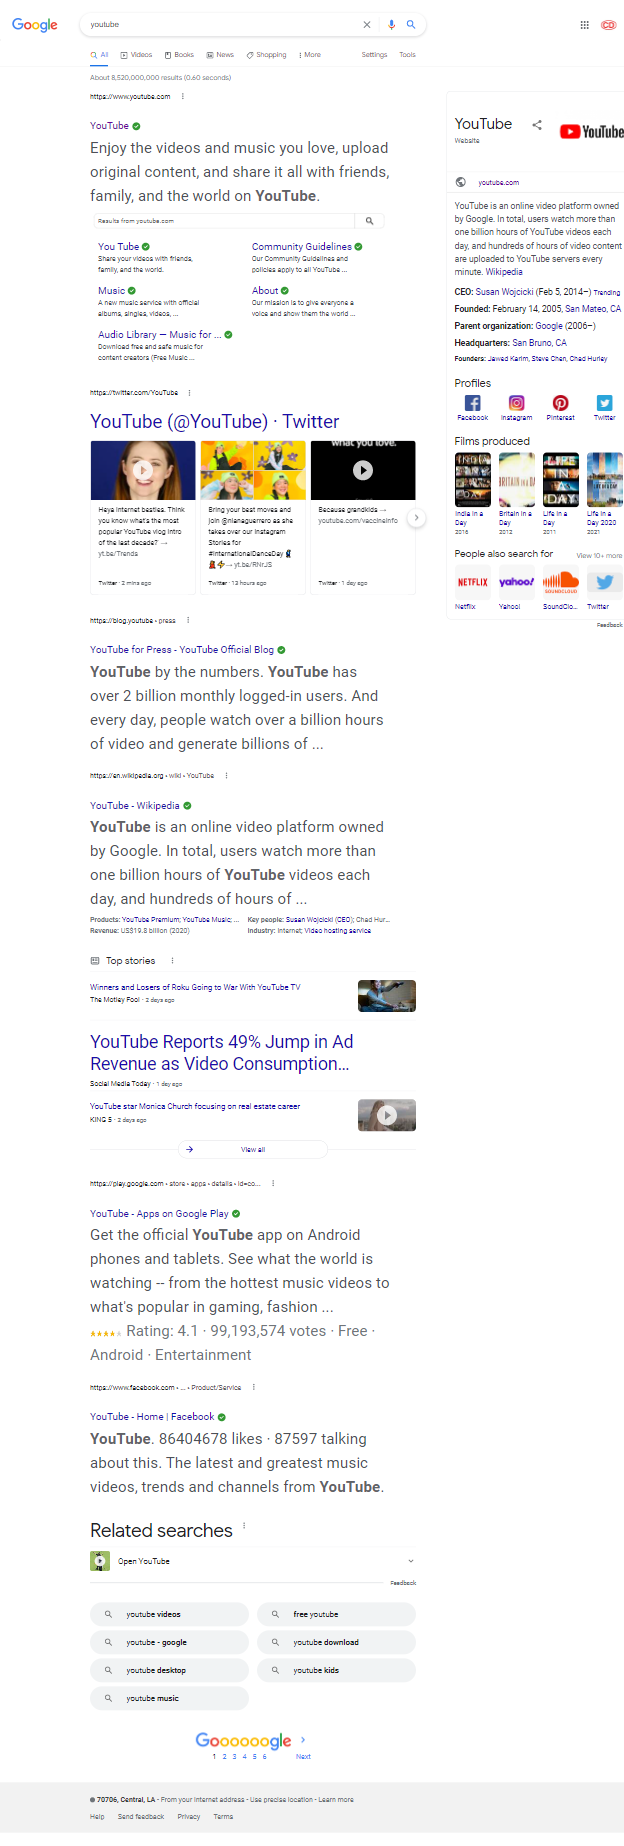 Google
youtube
All
Videos
Books
News
Shopping
More
Settings
Tools
About 8,520,000,000 results (0.60 seconds)
https://www.youtube.com
YouTube
Enjoy the videos and music you love, upload
original content, and share it all with friends,
family, and the world on YouTube.
Results from youtube.com
You Tube
Share your videos with friends,
family, and the world.
Community Guidelines
Our Community Guidelines and
policies apply to all YouTube ...
Music
A new music service with official
albums, singles, videos, ...
About
Our mission is to give everyone a
voice and show them the world ...
Audio Library — Music for ...
Download free and safe music for
content creators (Free Music ...
https://twitter.com/YouTube
YouTube (@YouTube) · Twitter
what you love.
Heya internet besties. Think
you know what's the most
popular YouTube vlog intro
of the last decade? →
yt.be/Trends
Twitter · 2 mins ago
Bring your best moves and
join @nianaguerrero as she
takes over our Instagram
Stories for
#InternationalDanceDay
→ yt.be/RNrJS
Twitter · 13 hours ago
Because grandkids →
youtube.com/vaccineinfo
Twitter · 1 day ago
https://blog.youtube › press
YouTube for Press - YouTube Official Blog
YouTube by the numbers. YouTube has
over 2 billion monthly logged-in users. And
every day, people watch over a billion hours
of video and generate billions of ...
https://en.wikipedia.org › wiki › YouTube
YouTube - Wikipedia
YouTube is an online video platform owned
by Google. In total, users watch more than
one billion hours of YouTube videos each
day, and hundreds of hours of ...
Products: YouTube Premium; YouTube Music; ...
Key people: Susan Wojcicki (CEO); Chad Hur...
Revenue: US$19.8 billion (2020)
Industry: Internet; Video hosting service
Top stories
Winners and Losers of Roku Going to War With YouTube TV
The Motley Fool · 2 days ago
YouTube Reports 49% Jump in Ad
Revenue as Video Consumption...
Social Media Today · 1 day ago
YouTube star Monica Church focusing on real estate career
KING 5 · 2 days ago
View all
https://play.google.com › store › apps › details › id=co...
YouTube - Apps on Google Play
Get the official YouTube app on Android
phones and tablets. See what the world is
watching -- from the hottest music videos to
what's popular in gaming, fashion ...
Rating: 4.1 · 99,193,574 votes · Free ·
Android · Entertainment
https://www.facebook.com › ... › Product/Service
YouTube - Home | Facebook
YouTube. 86404678 likes · 87597 talking
about this. The latest and greatest music
videos, trends and channels from YouTube.
Related searches
Open YouTube
Feedback
youtube videos
free youtube
youtube - google
youtube download
youtube desktop
youtube kids
youtube music
Goooooogle
1 2 3 4 5 6
Next
70706, Central, LA - From your Internet address - Use precise location - Learn more
Help
Send feedback
Privacy
Terms
CD
YouTube
Website
YouTube
youtube.com
YouTube is an online video platform owned
by Google. In total, users watch more than
one billion hours of YouTube videos each
day, and hundreds of hours of video content
are uploaded to YouTube servers every
minute. Wikipedia
CEO: Susan Wojcicki (Feb 5, 2014–) Trending
Founded: February 14, 2005, San Mateo, CA
Parent organization: Google (2006–)
Headquarters: San Bruno, CA
Founders: Jawed Karim, Steve Chen, Chad Hurley
Profiles
Facebook
Instagram
Pinterest
Twitter
Films produced
India in a
Day
2016
Britain in a
Day
2012
Life in a
Day
2011
Life in a
Day 2020
2021
People also search for
View 10+ more
NETFLIX
yahoo!
SOUNDCLOUD
Netflix
Yahoo!
SoundClo...
Twitter
Feedback